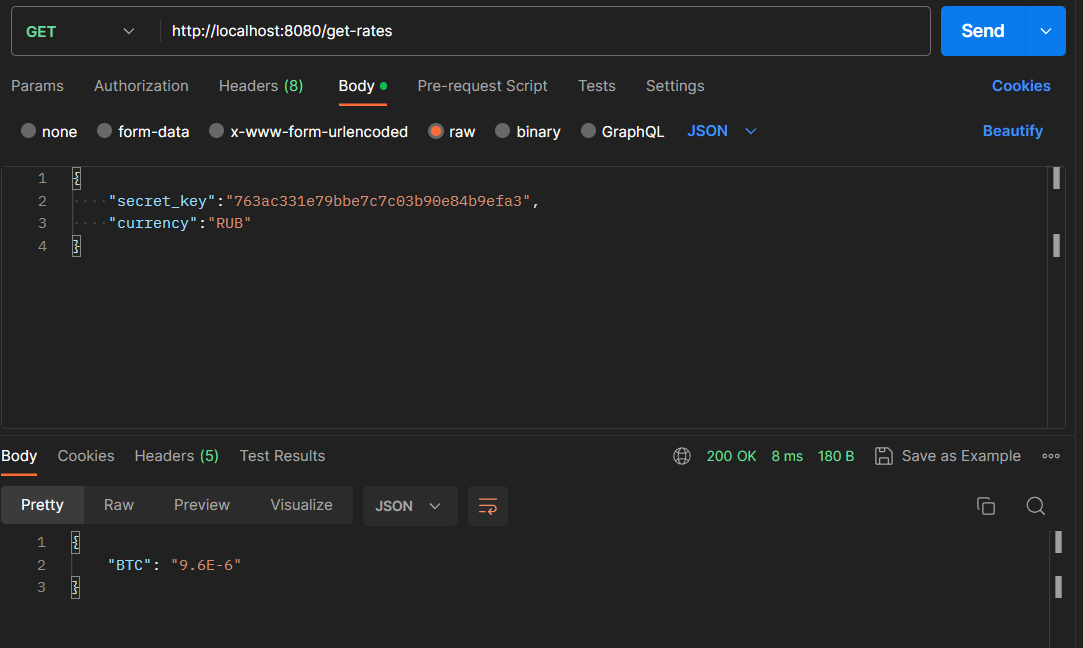 GET http://localhost:8080/get-rates Send
Params Authorization Headers (8) Body Pre-request Script Tests Settings Cookies
none form-data x-www-form-urlencoded raw binary GraphQL JSON Beautify
1 {
2 "secret_key":"763ac331e79bbe7c7c03b90e84b9efa3",
3 "currency":"RUB"
4 }
Body Cookies Headers (5) Test Results 200 OK 8 ms 180 B Save as Example
Pretty Raw Preview Visualize JSON
1 {
2 "BTC": "9.6E-6"
3 }